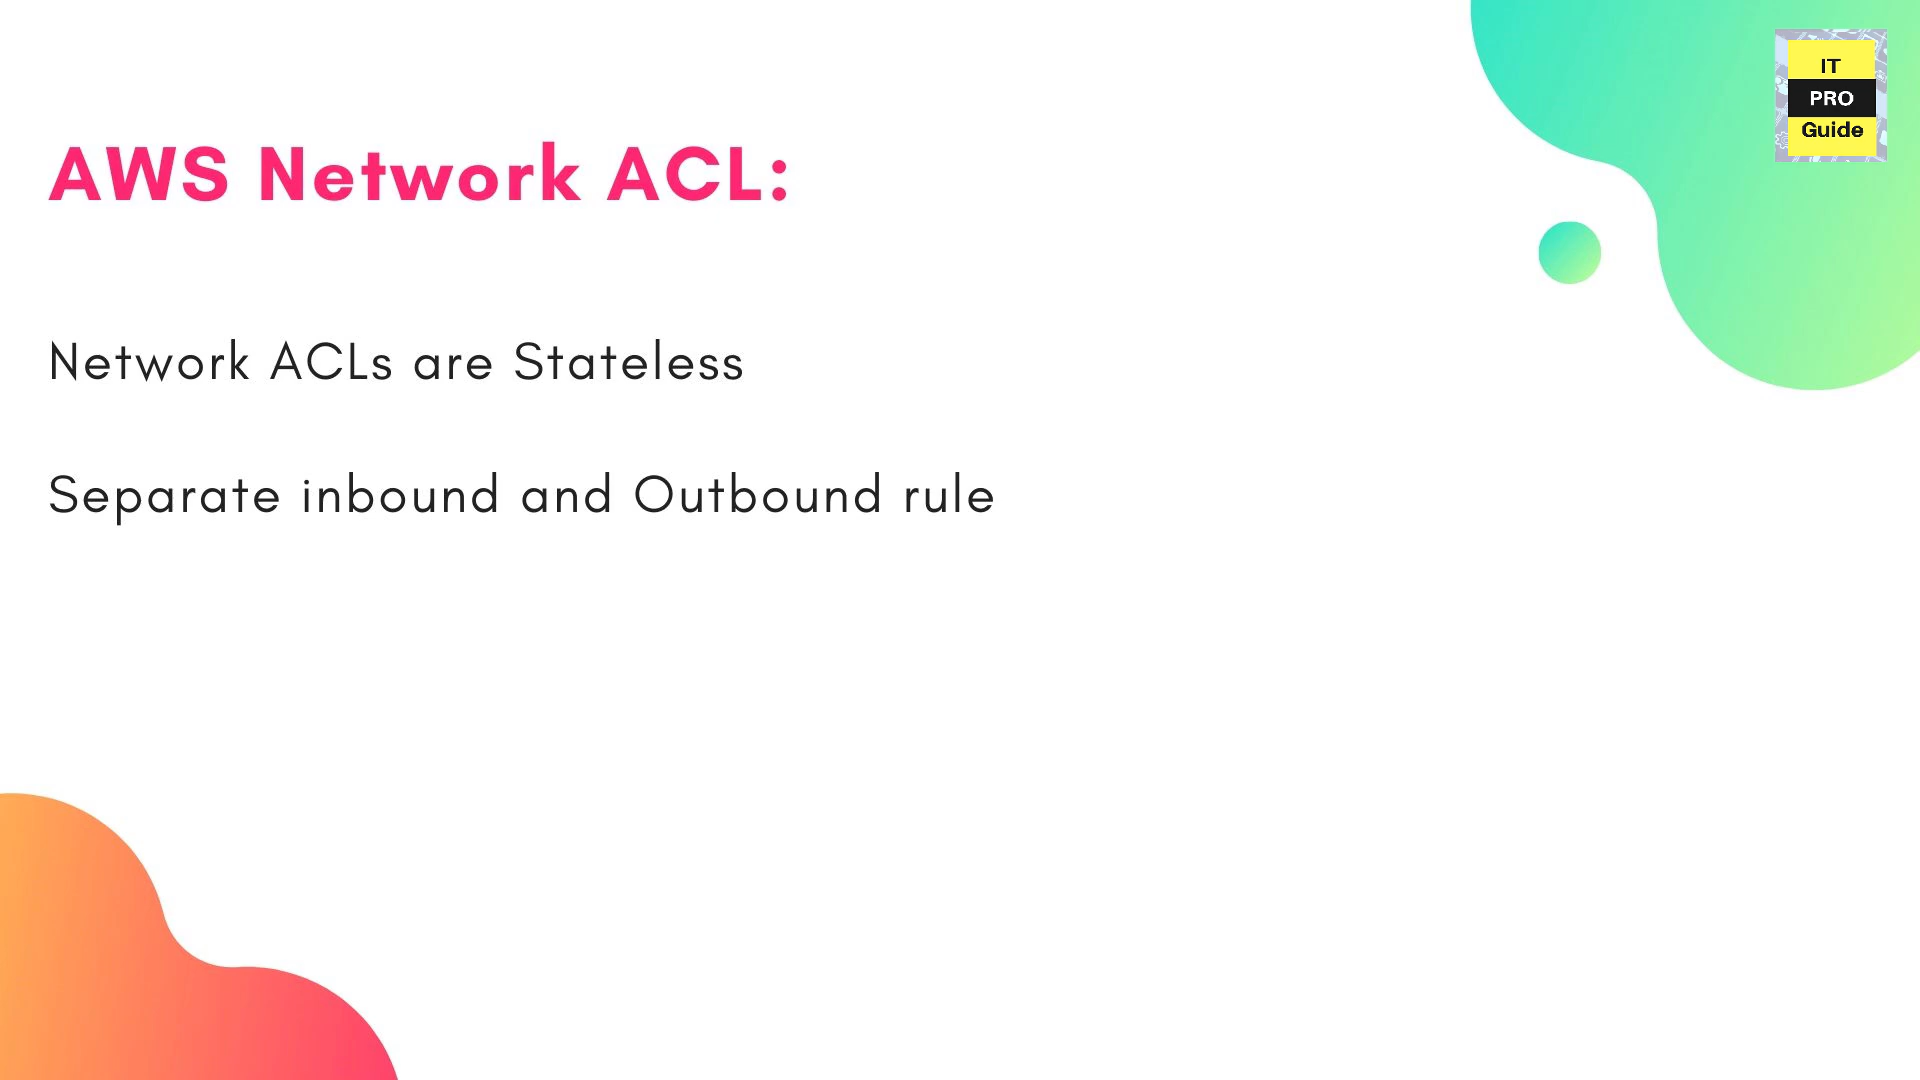 IT
PRO
Guide
AWS Network ACL:
Network ACLs are Stateless
Separate inbound and Outbound rule